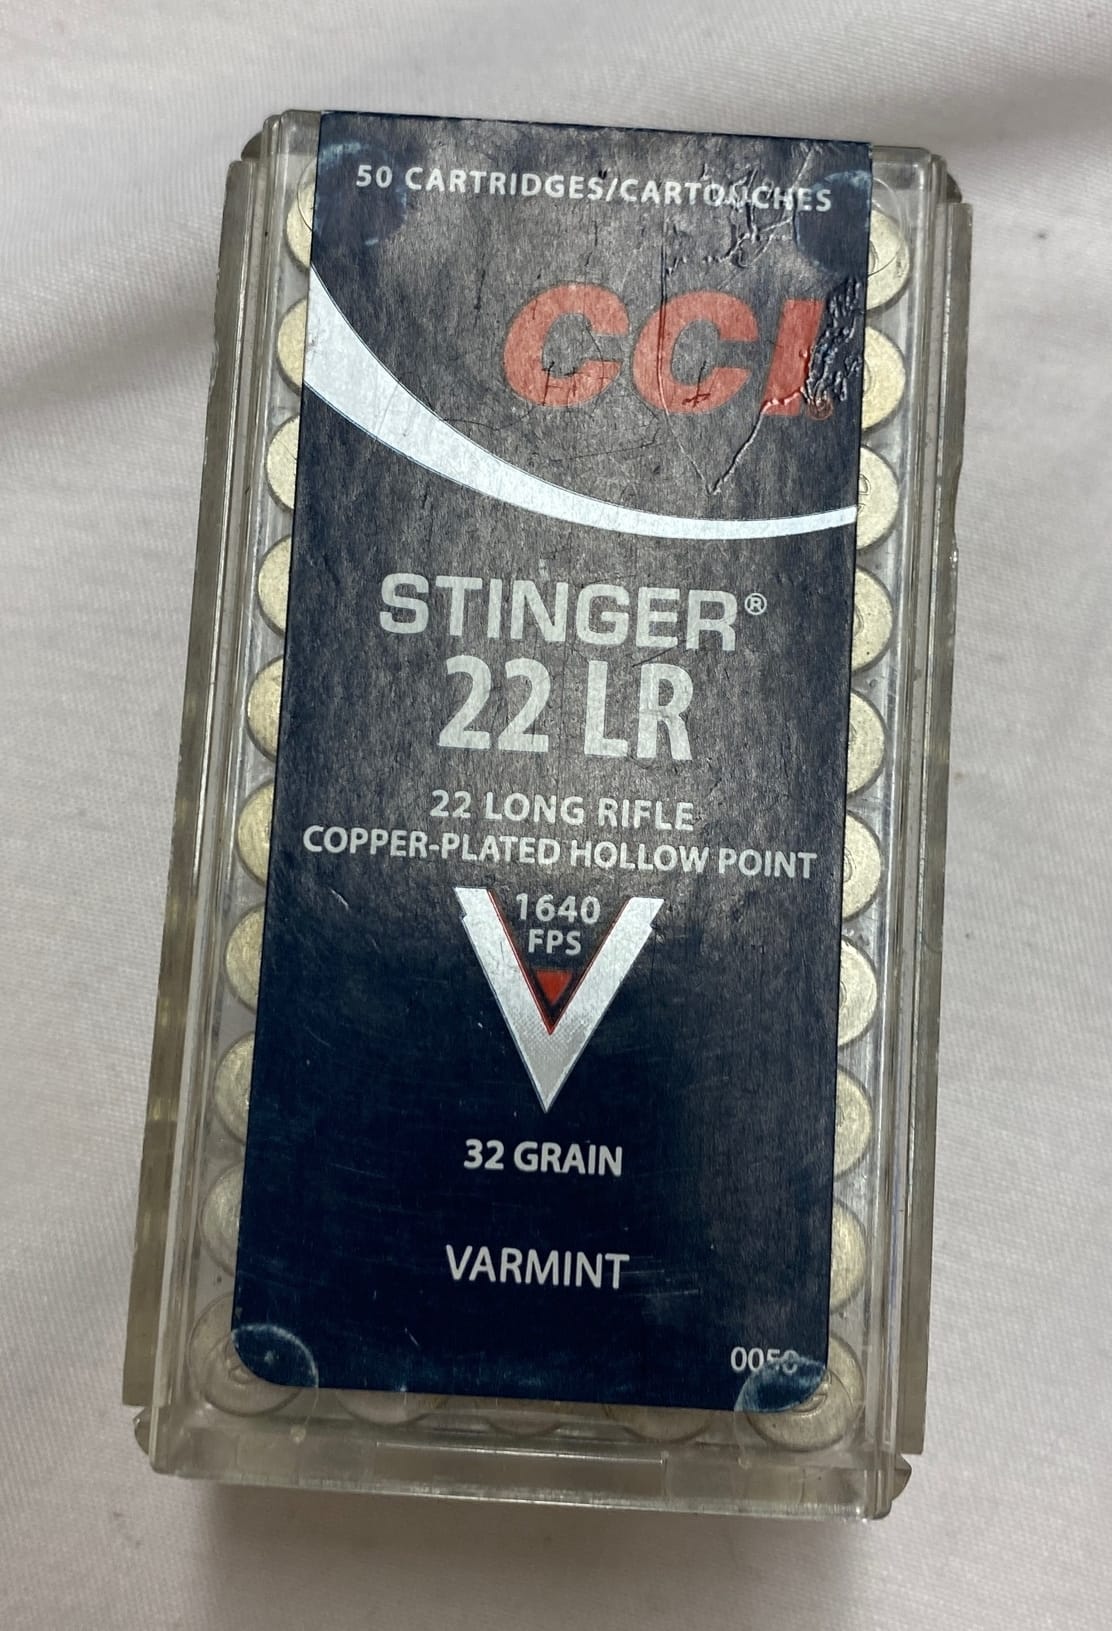 50 CARTRIDGES/CARTOUCHES
CCI®
STINGER®
22 LR
22 LONG RIFLE
COPPER-PLATED HOLLOW POINT
1640
FPS
32 GRAIN
VARMINT
0050